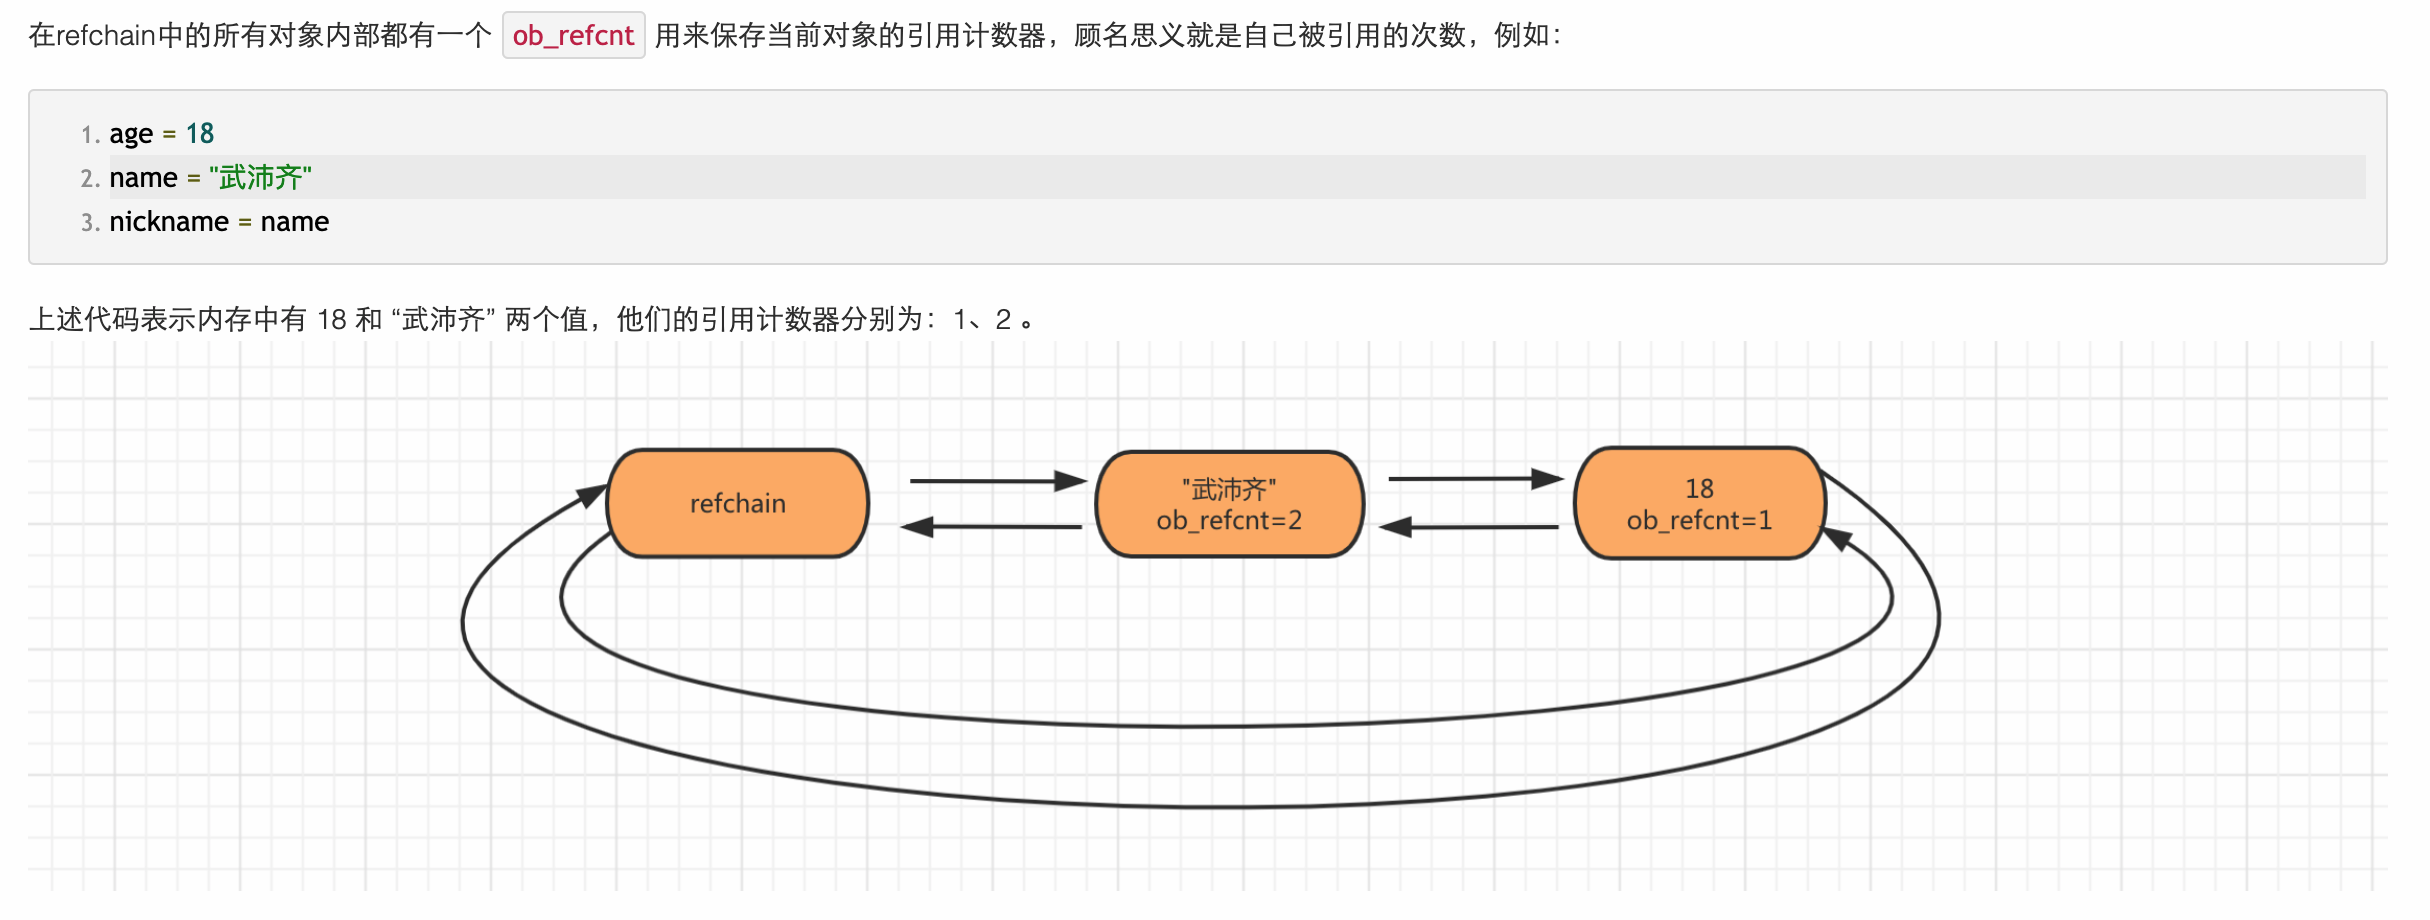 在refchain中的所有对象内部都有一个 ob_refcnt 用来保存当前对象的引用计数器，顾名思义就是自己被引用的次数，例如：
1. age = 18
2. name = "武沛齐"
3. nickname = name
上述代码表示内存中有 18 和 “武沛齐” 两个值，他们的引用计数器分别为：1、2 。
refchain
"武沛齐"
ob_refcnt=2
18
ob_refcnt=1